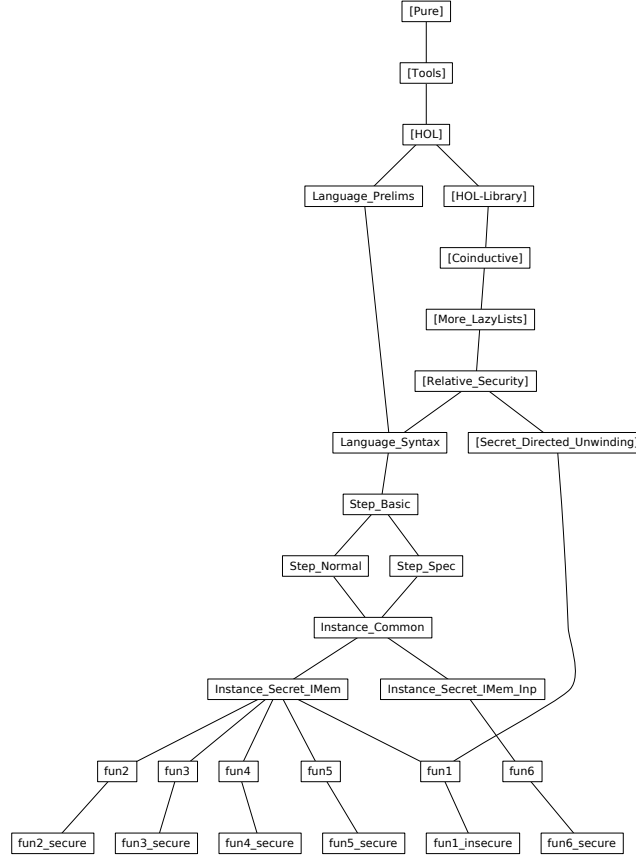 [Pure]
[Tools]
[HOL]
Language_Prelims
[HOL-Library]
[Coinductive]
[More_LazyLists]
[Relative_Security]
Language_Syntax
[Secret_Directed_Unwinding]
Step_Basic
Step_Normal
Step_Spec
Instance_Common
Instance_Secret_IMem
Instance_Secret_IMem_Inp
fun2
fun3
fun4
fun5
fun1
fun6
fun2_secure
fun3_secure
fun4_secure
fun5_secure
fun1_insecure
fun6_secure